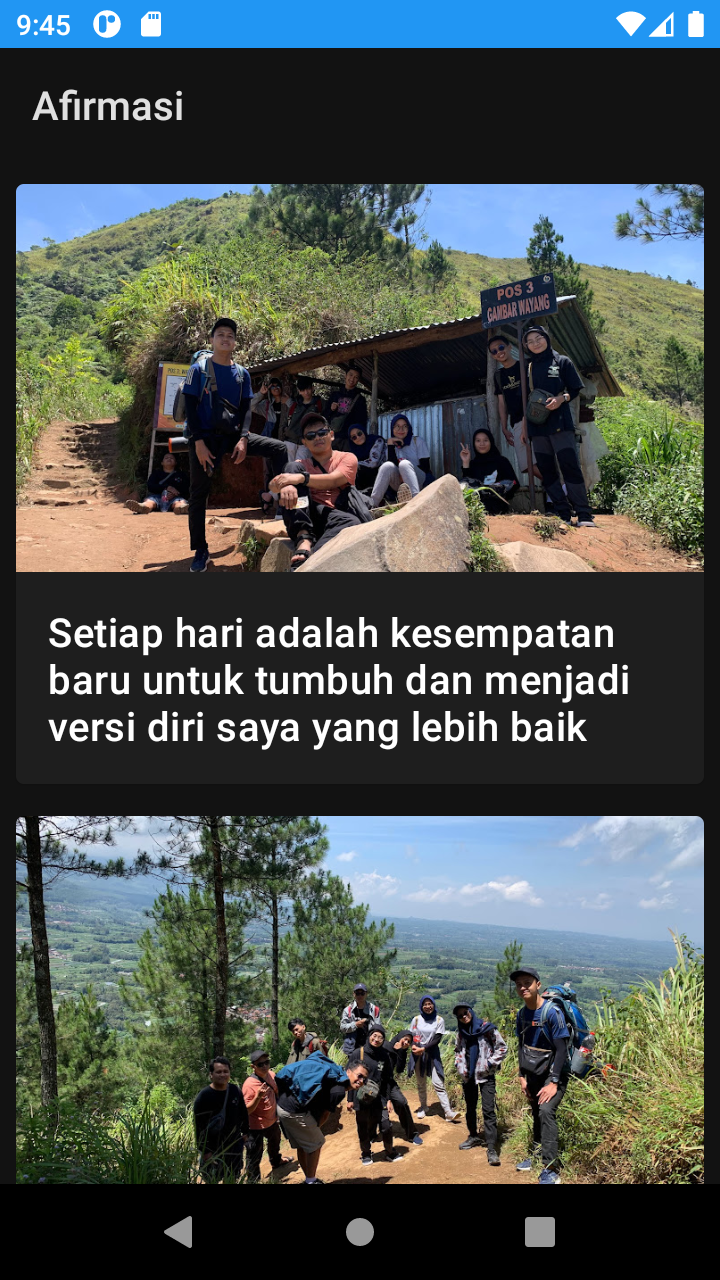 9:45
Afirmasi
POS 3
GAMBAR WAYANG
Setiap hari adalah kesempatan
baru untuk tumbuh dan menjadi
versi diri saya yang lebih baik